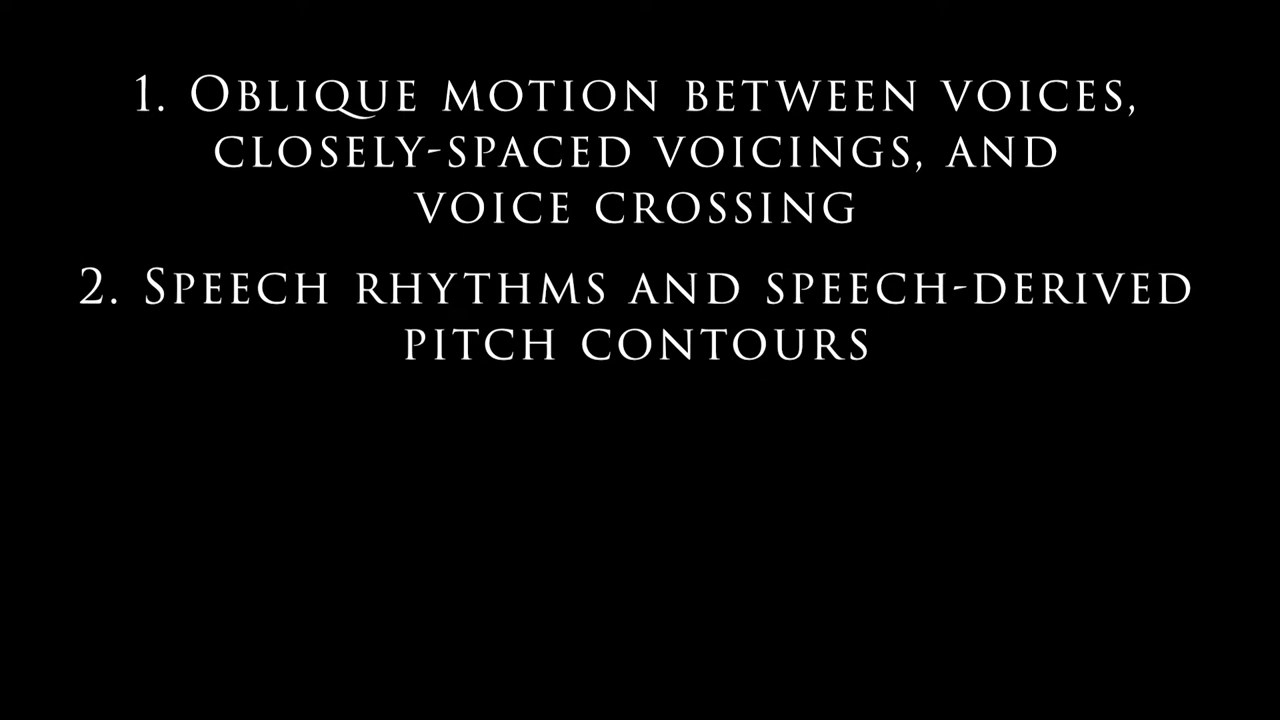 1. Oblique motion between voices,
closely-spaced voicings, and
voice crossing
2. Speech rhythms and speech-derived
pitch contours